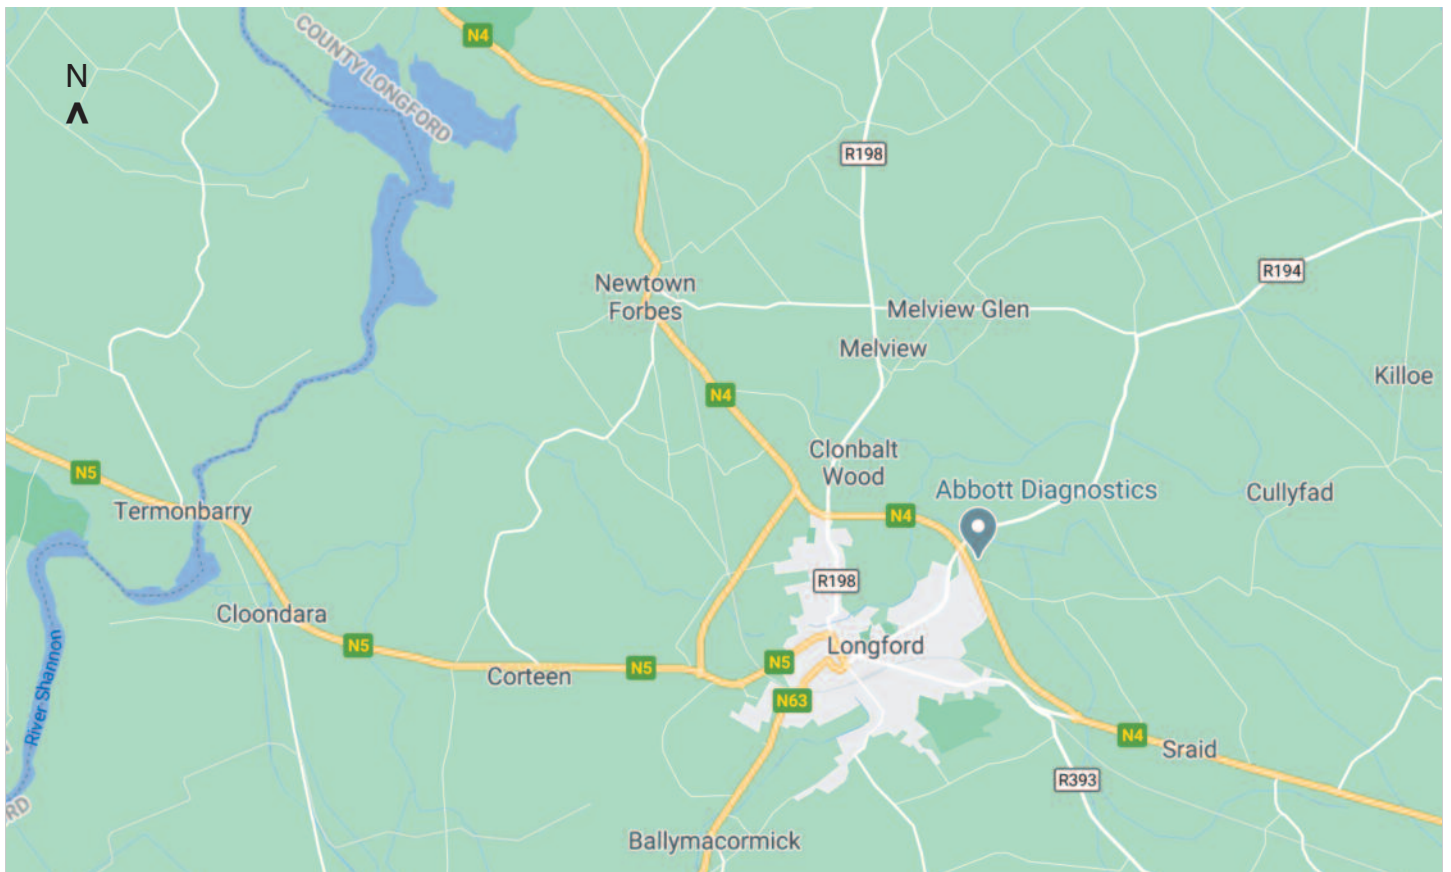 N4
COUNTY LONGFORD
N
R198
R194
Newtown
Forbes
Melview Glen
Melview
Killoe
N4
Clonbalt
Wood
N5
Abbott Diagnostics
Cullyfad
Termonbarry
N4
R198
Cloondara
N5
Longford
N5
N5
Corteen
River Shannon
N63
N4
Sraid
R393
RD
Ballymacormick